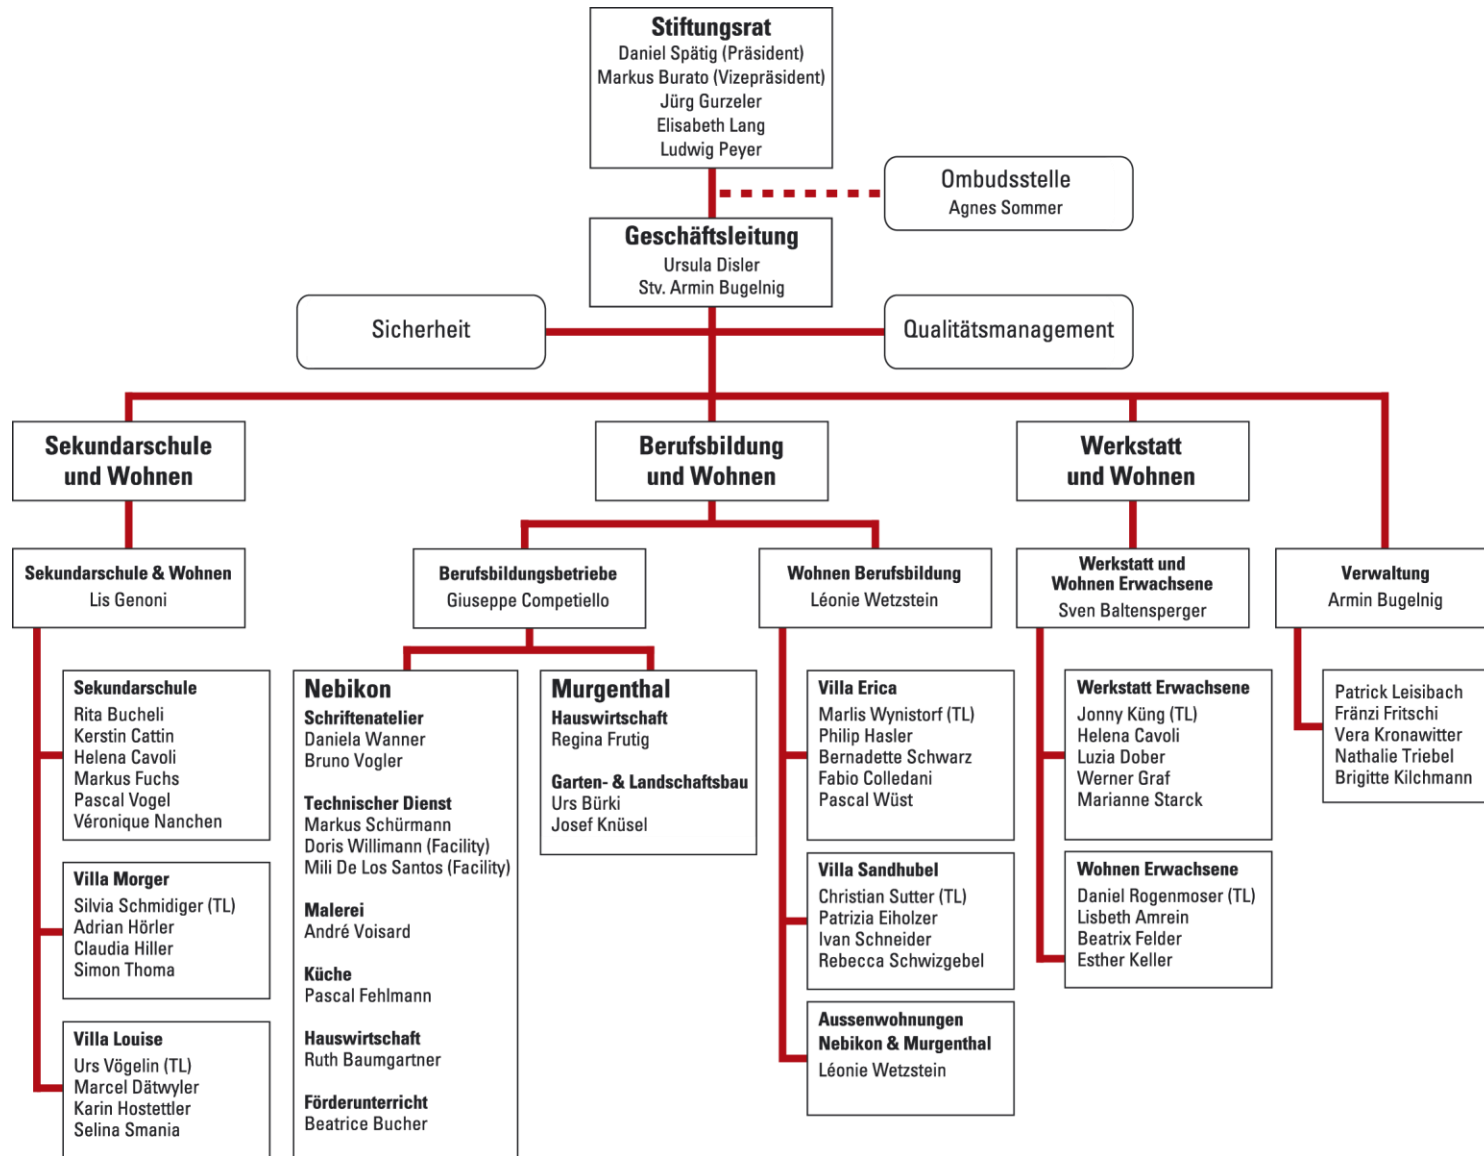 Stiftungsrat
Daniel Spätig (Präsident)
Markus Burato (Vizepräsident)
Jürg Gurzeler
Elisabeth Lang
Ludwig Peyer
Ombudsstelle
Agnes Sommer
Geschäftsleitung
Ursula Disler
Stv. Armin Bugelnig
Sicherheit
Qualitätsmanagement
Sekundarschule
und Wohnen
Berufsbildung
und Wohnen
Werkstatt
und Wohnen
Sekundarschule & Wohnen
Lis Genoni
Berufsbildungsbetriebe
Giuseppe Competiello
Wohnen Berufsbildung
Léonie Wetzstein
Werkstatt und
Wohnen Erwachsene
Sven Baltensperger
Verwaltung
Armin Bugelnig
Sekundarschule
Rita Bucheli
Kerstin Cattin
Helena Cavoli
Markus Fuchs
Pascal Vogel
Véronique Nanchen
Villa Morger
Silvia Schmidiger (TL)
Adrian Hörler
Claudia Hiller
Simon Thoma
Villa Louise
Urs Vögelin (TL)
Marcel Dätwyler
Karin Hostettler
Selina Smania
Nebikon
Schriftenatelier
Daniela Wanner
Bruno Vogler
Technischer Dienst
Markus Schürmann
Doris Willimann (Facility)
Mili De Los Santos (Facility)
Malerei
André Voisard
Küche
Pascal Fehlmann
Hauswirtschaft
Ruth Baumgartner
Förderunterricht
Beatrice Bucher
Murgenthal
Hauswirtschaft
Regina Frutig
Garten- & Landschaftsbau
Urs Bürki
Josef Knüsel
Villa Erica
Marlis Wynistorf (TL)
Philip Hasler
Bernadette Schwarz
Fabio Colledani
Pascal Wüst
Villa Sandhubel
Christian Sutter (TL)
Patrizia Eiholzer
Ivan Schneider
Rebecca Schwizgebel
Aussenwohnungen
Nebikon & Murgenthal
Léonie Wetzstein
Werkstatt Erwachsene
Jonny Küng (TL)
Helena Cavoli
Luzia Dober
Werner Graf
Marianne Starck
Wohnen Erwachsene
Daniel Rogenmoser (TL)
Lisbeth Amrein
Beatrix Felder
Esther Keller
Patrick Leisibach
Fränzi Fritschi
Vera Kronawitter
Nathalie Triebel
Brigitte Kilchmann